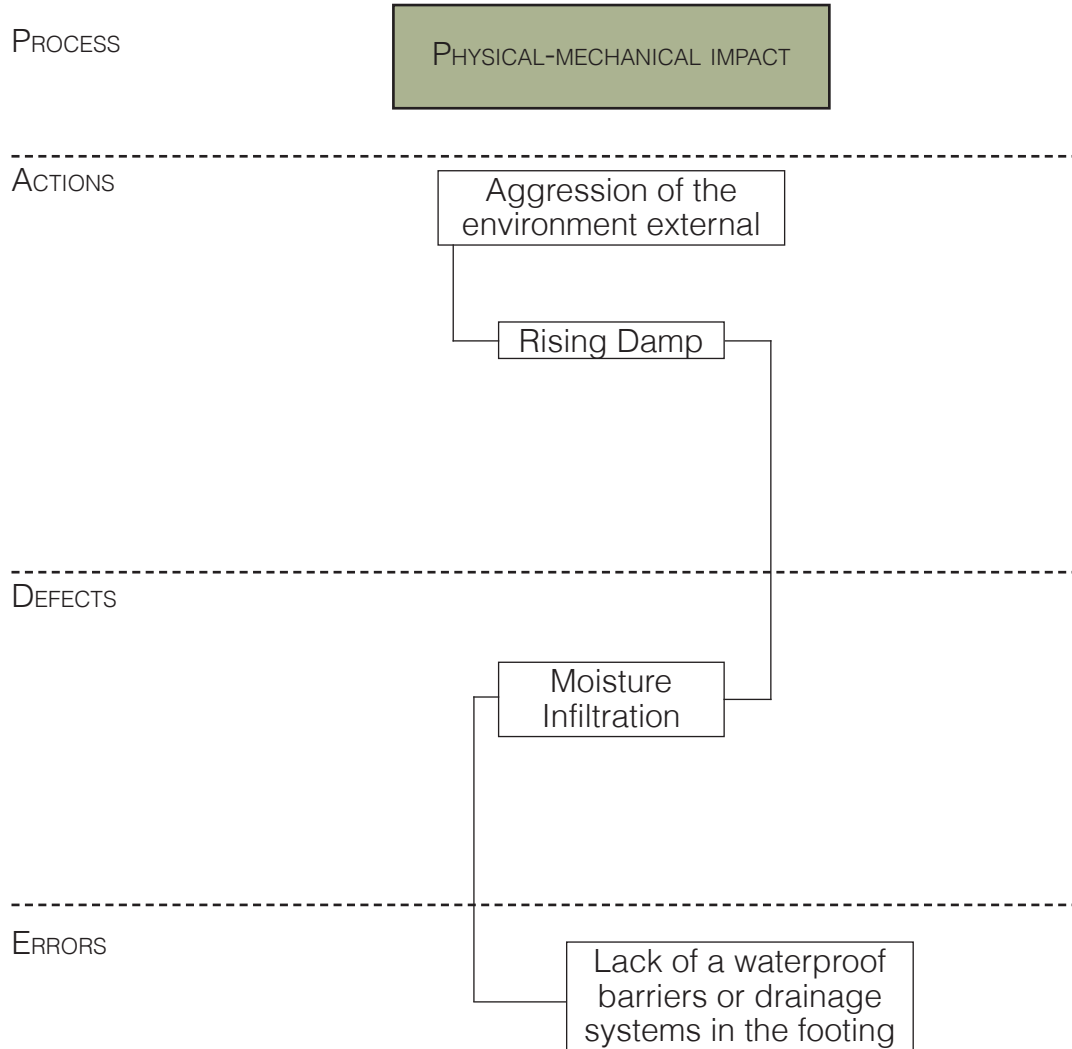 PROCESS
PHYSICAL-MECHANICAL IMPACT
ACTIONS
Aggression of the
environment external
Rising Damp
DEFECTS
Moisture
Infiltration
ERRORS
Lack of a waterproof
barriers or drainage
systems in the footing